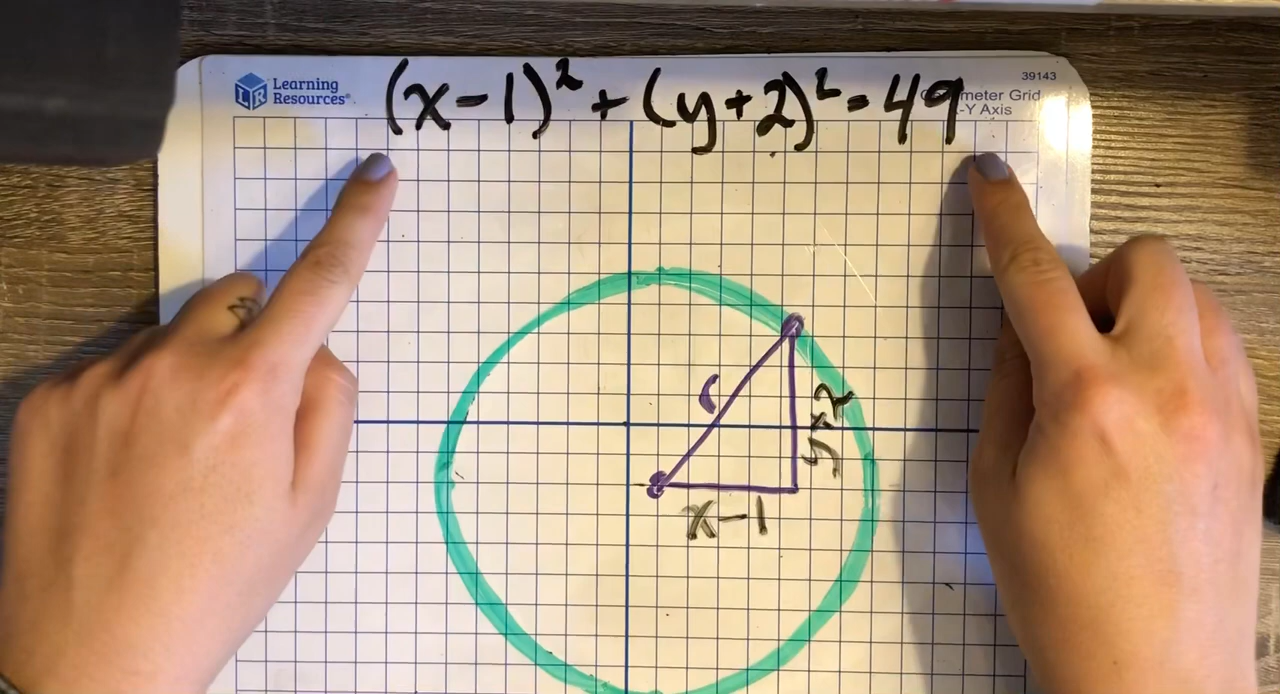 Learning
Resources®
39143
(x-1)² + (y+2)² = 49
meter Grid
X-Y Axis
r
y+2
x-1